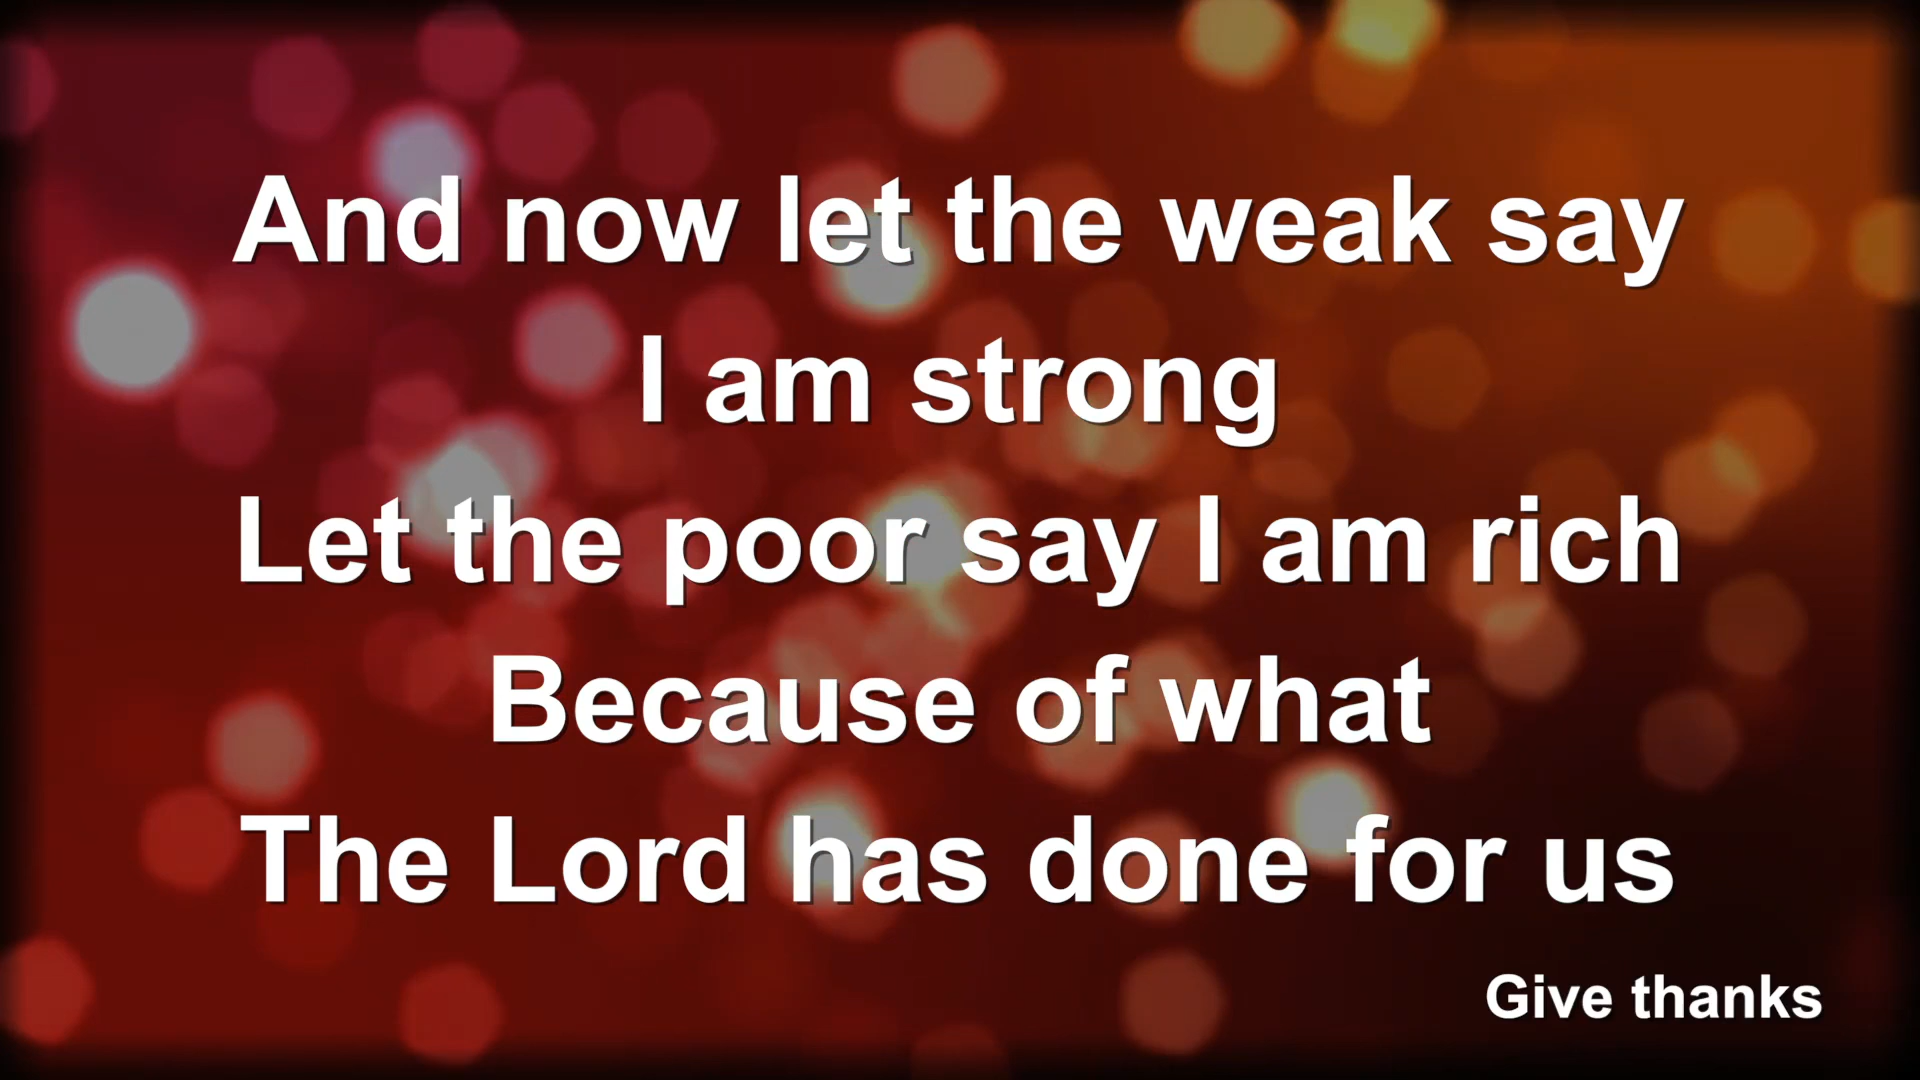 And now let the weak say
I am strong
Let the poor say I am rich
Because of what
The Lord has done for us
Give thanks